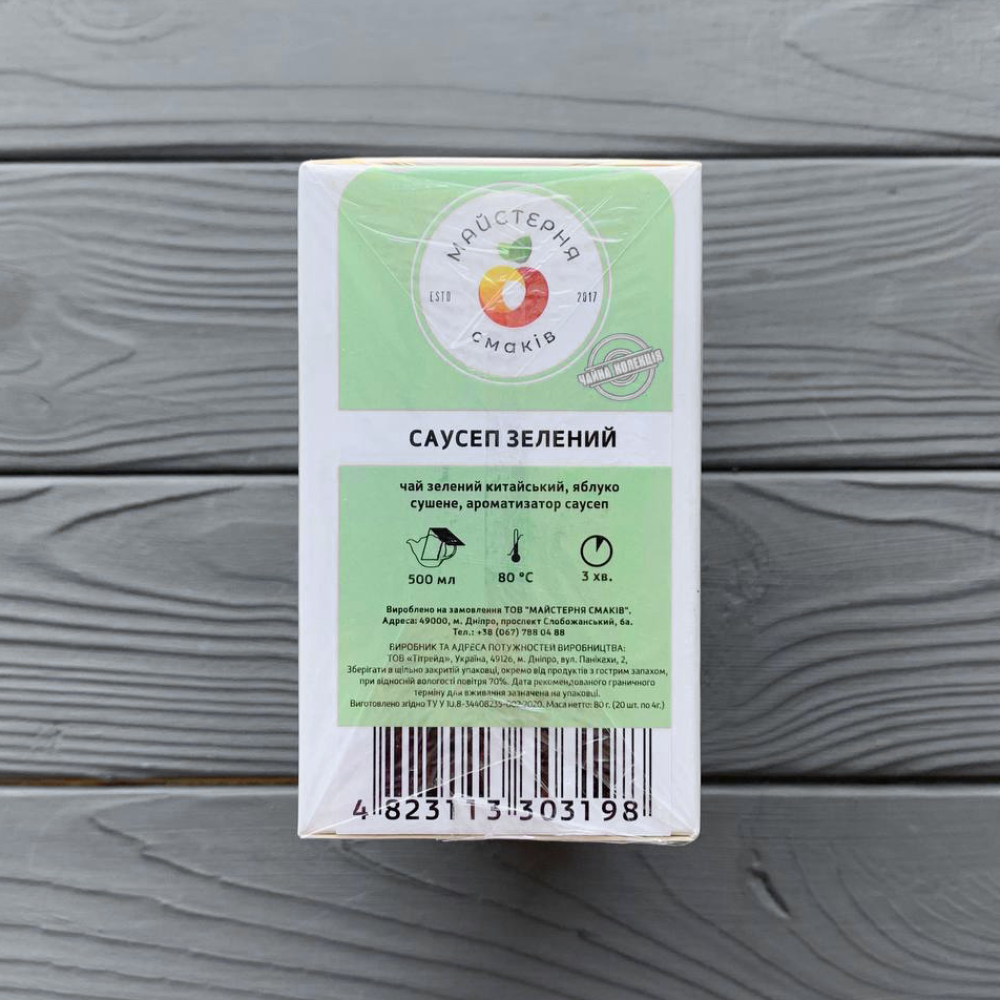 МАЙСТЕРНЯ
ESTD 2017
смаків
ЧАЙНА КОЛЕКЦІЯ
САУСЕП ЗЕЛЕНИЙ
чай зелений китайський, яблуко
сушене, ароматизатор саусеп
500 мл 80 °C 3 хв.
Вироблено на замовлення ТОВ "МАЙСТЕРНЯ СМАКІВ".
Адреса: 49000, м. Дніпро, проспект Слобожанський, 6а.
Тел.: +38 (067) 788 04 88
ВИРОБНИК ТА АДРЕСА ПОТУЖНОСТЕЙ ВИРОБНИЦТВА:
ТОВ «Тітрейд», Україна, 49126, м. Дніпро, вул. Панікахи, 2,
Зберігати в щільно закритій упаковці, окремо від продуктів з гострим запахом,
при відносній вологості повітря 70%. Дата рекомендованого граничного
терміну для вживання зазначена на упаковці.
Виготовлено згідно ТУ У Маса нетто: 80 г. (20 шт. по 4г.)
4 823113 303198